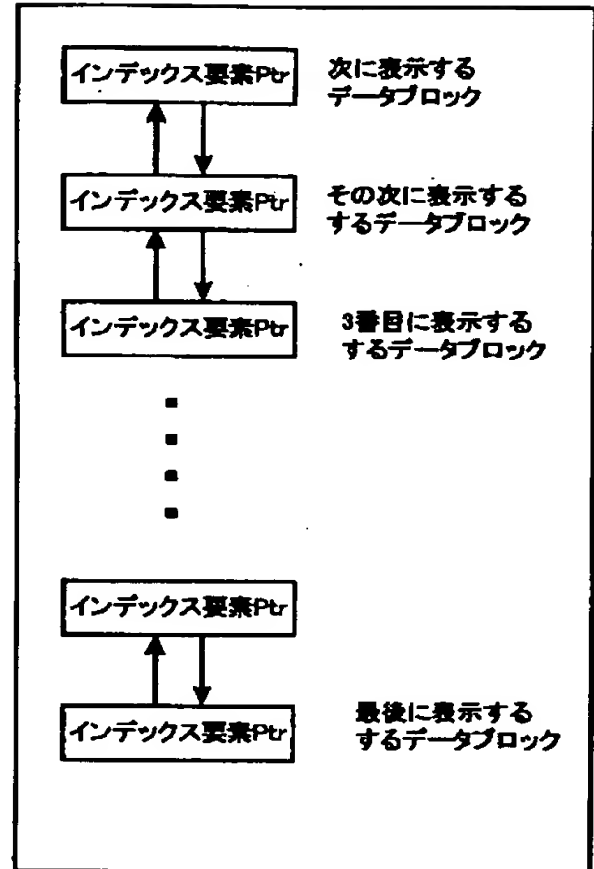 インデックス要素Ptr
次に表示する
データブロック
インデックス要素Ptr
その次に表示する
するデータブロック
インデックス要素Ptr
3番目に表示する
するデータブロック
インデックス要素Ptr
インデックス要素Ptr
最後に表示する
するデータブロック